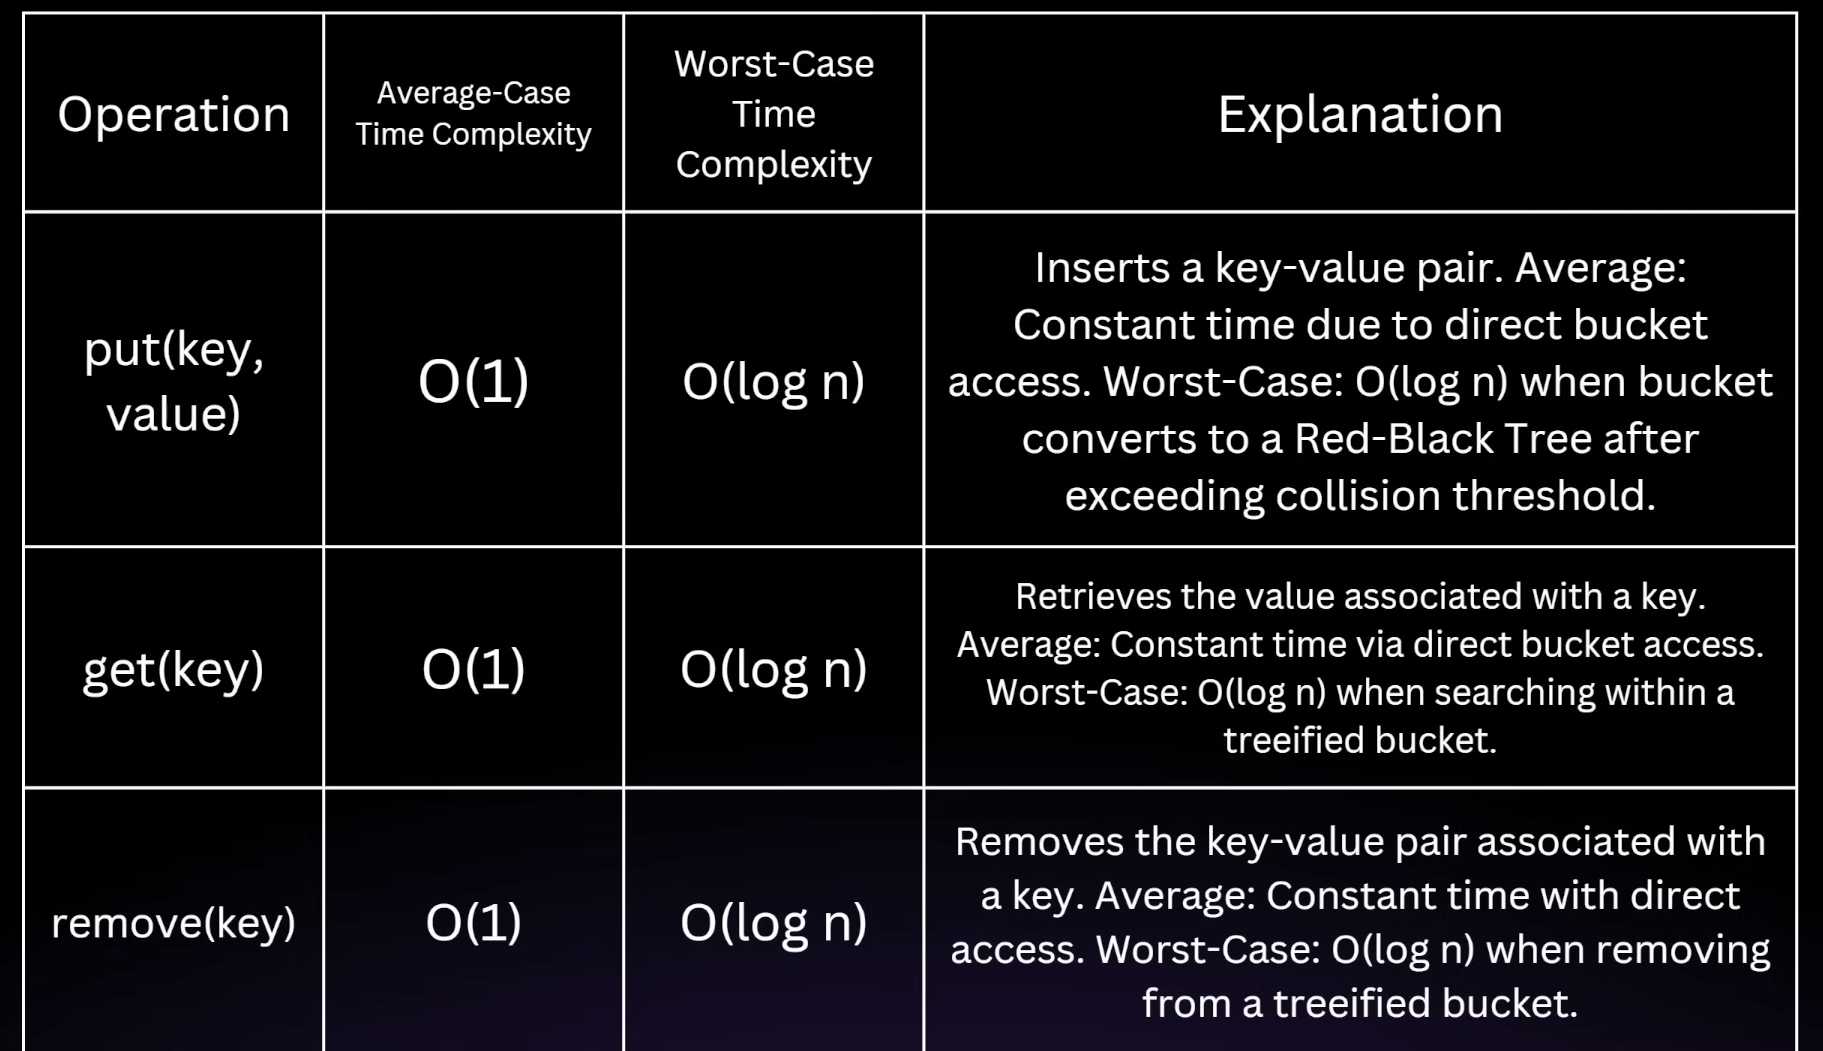 Operation
Average-Case
Time Complexity
Worst-Case
Time
Complexity
Explanation
put(key,
value)
O(1)
O(log n)
Inserts a key-value pair. Average:
Constant time due to direct bucket
access. Worst-Case: O(log n) when bucket
converts to a Red-Black Tree after
exceeding collision threshold.
get(key)
O(1)
O(log n)
Retrieves the value associated with a key.
Average: Constant time via direct bucket access.
Worst-Case: O(log n) when searching within a
treeified bucket.
remove(key)
O(1)
O(log n)
Removes the key-value pair associated with
a key. Average: Constant time with direct
access. Worst-Case: O(log n) when removing
from a treeified bucket.